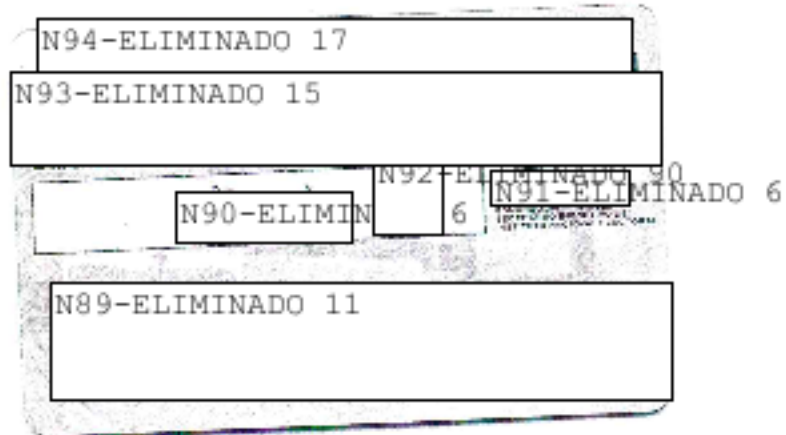 N94-ELIMINADO 17
N93-ELIMINADO 15
N92-ELIMINADO 90
N91-ELIMINADO 6
N90-ELIMIN 6
N89-ELIMINADO 11